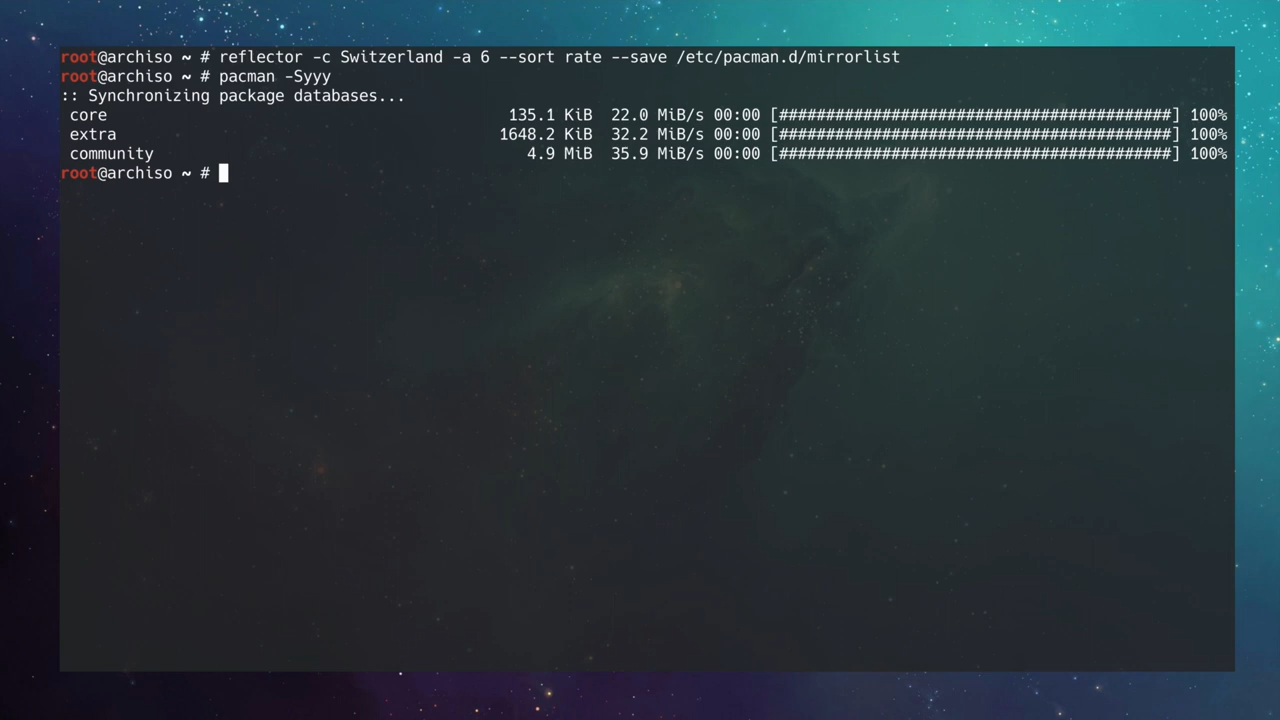 root@archiso ~ # reflector -c Switzerland -a 6 --sort rate --save /etc/pacman.d/mirrorlist
root@archiso ~ # pacman -Syyy
:: Synchronizing package databases...
core 135.1 KiB 22.0 MiB/s 00:00 [##########################################] 100%
extra 1648.2 KiB 32.2 MiB/s 00:00 [##########################################] 100%
community 4.9 MiB 35.9 MiB/s 00:00 [##########################################] 100%
root@archiso ~ #